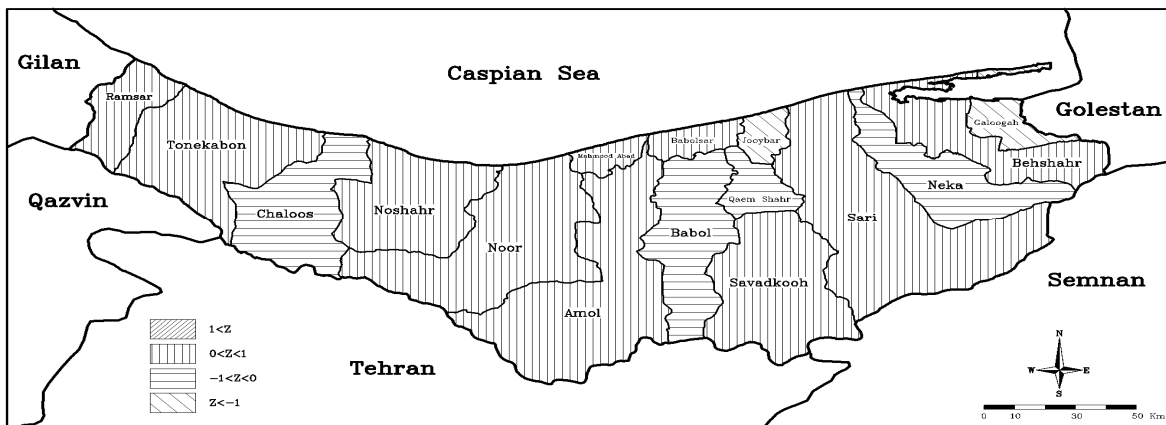 Gilan
Caspian Sea
Golestan
Ramsar
Tonekabon
Mahmood Abad
Babolsar
Jooybar
Galoogah
Behshahr
Qazvin
Chaloos
Noshahr
Qaem Shahr
Neka
Sari
Noor
Babol
Savadkooh
Semnan
Amol
Tehran
1<Z
0<Z<1
-1<Z<0
Z<-1
N
W E
S
0 10 30 50 Km